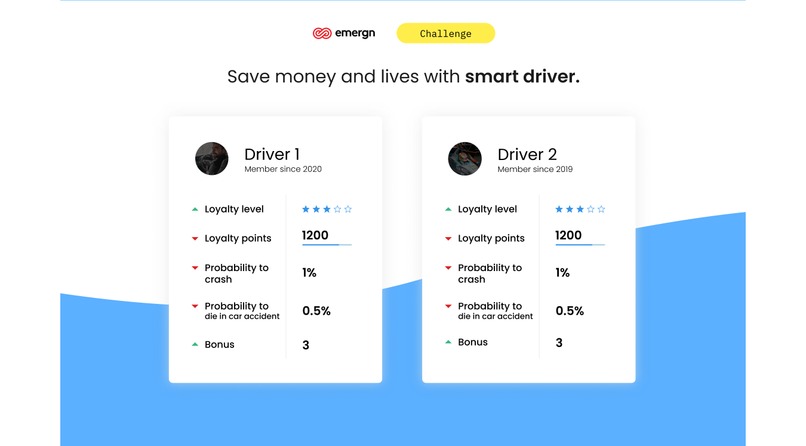 emergn
Challenge
Save money and lives with smart driver.
Driver 1
Member since 2020
Loyalty level
Loyalty points
1200
Probability to
crash
1%
Probability to
die in car accident
0.5%
Bonus
3
Driver 2
Member since 2019
Loyalty level
Loyalty points
1200
Probability to
crash
1%
Probability to
die in car accident
0.5%
Bonus
3